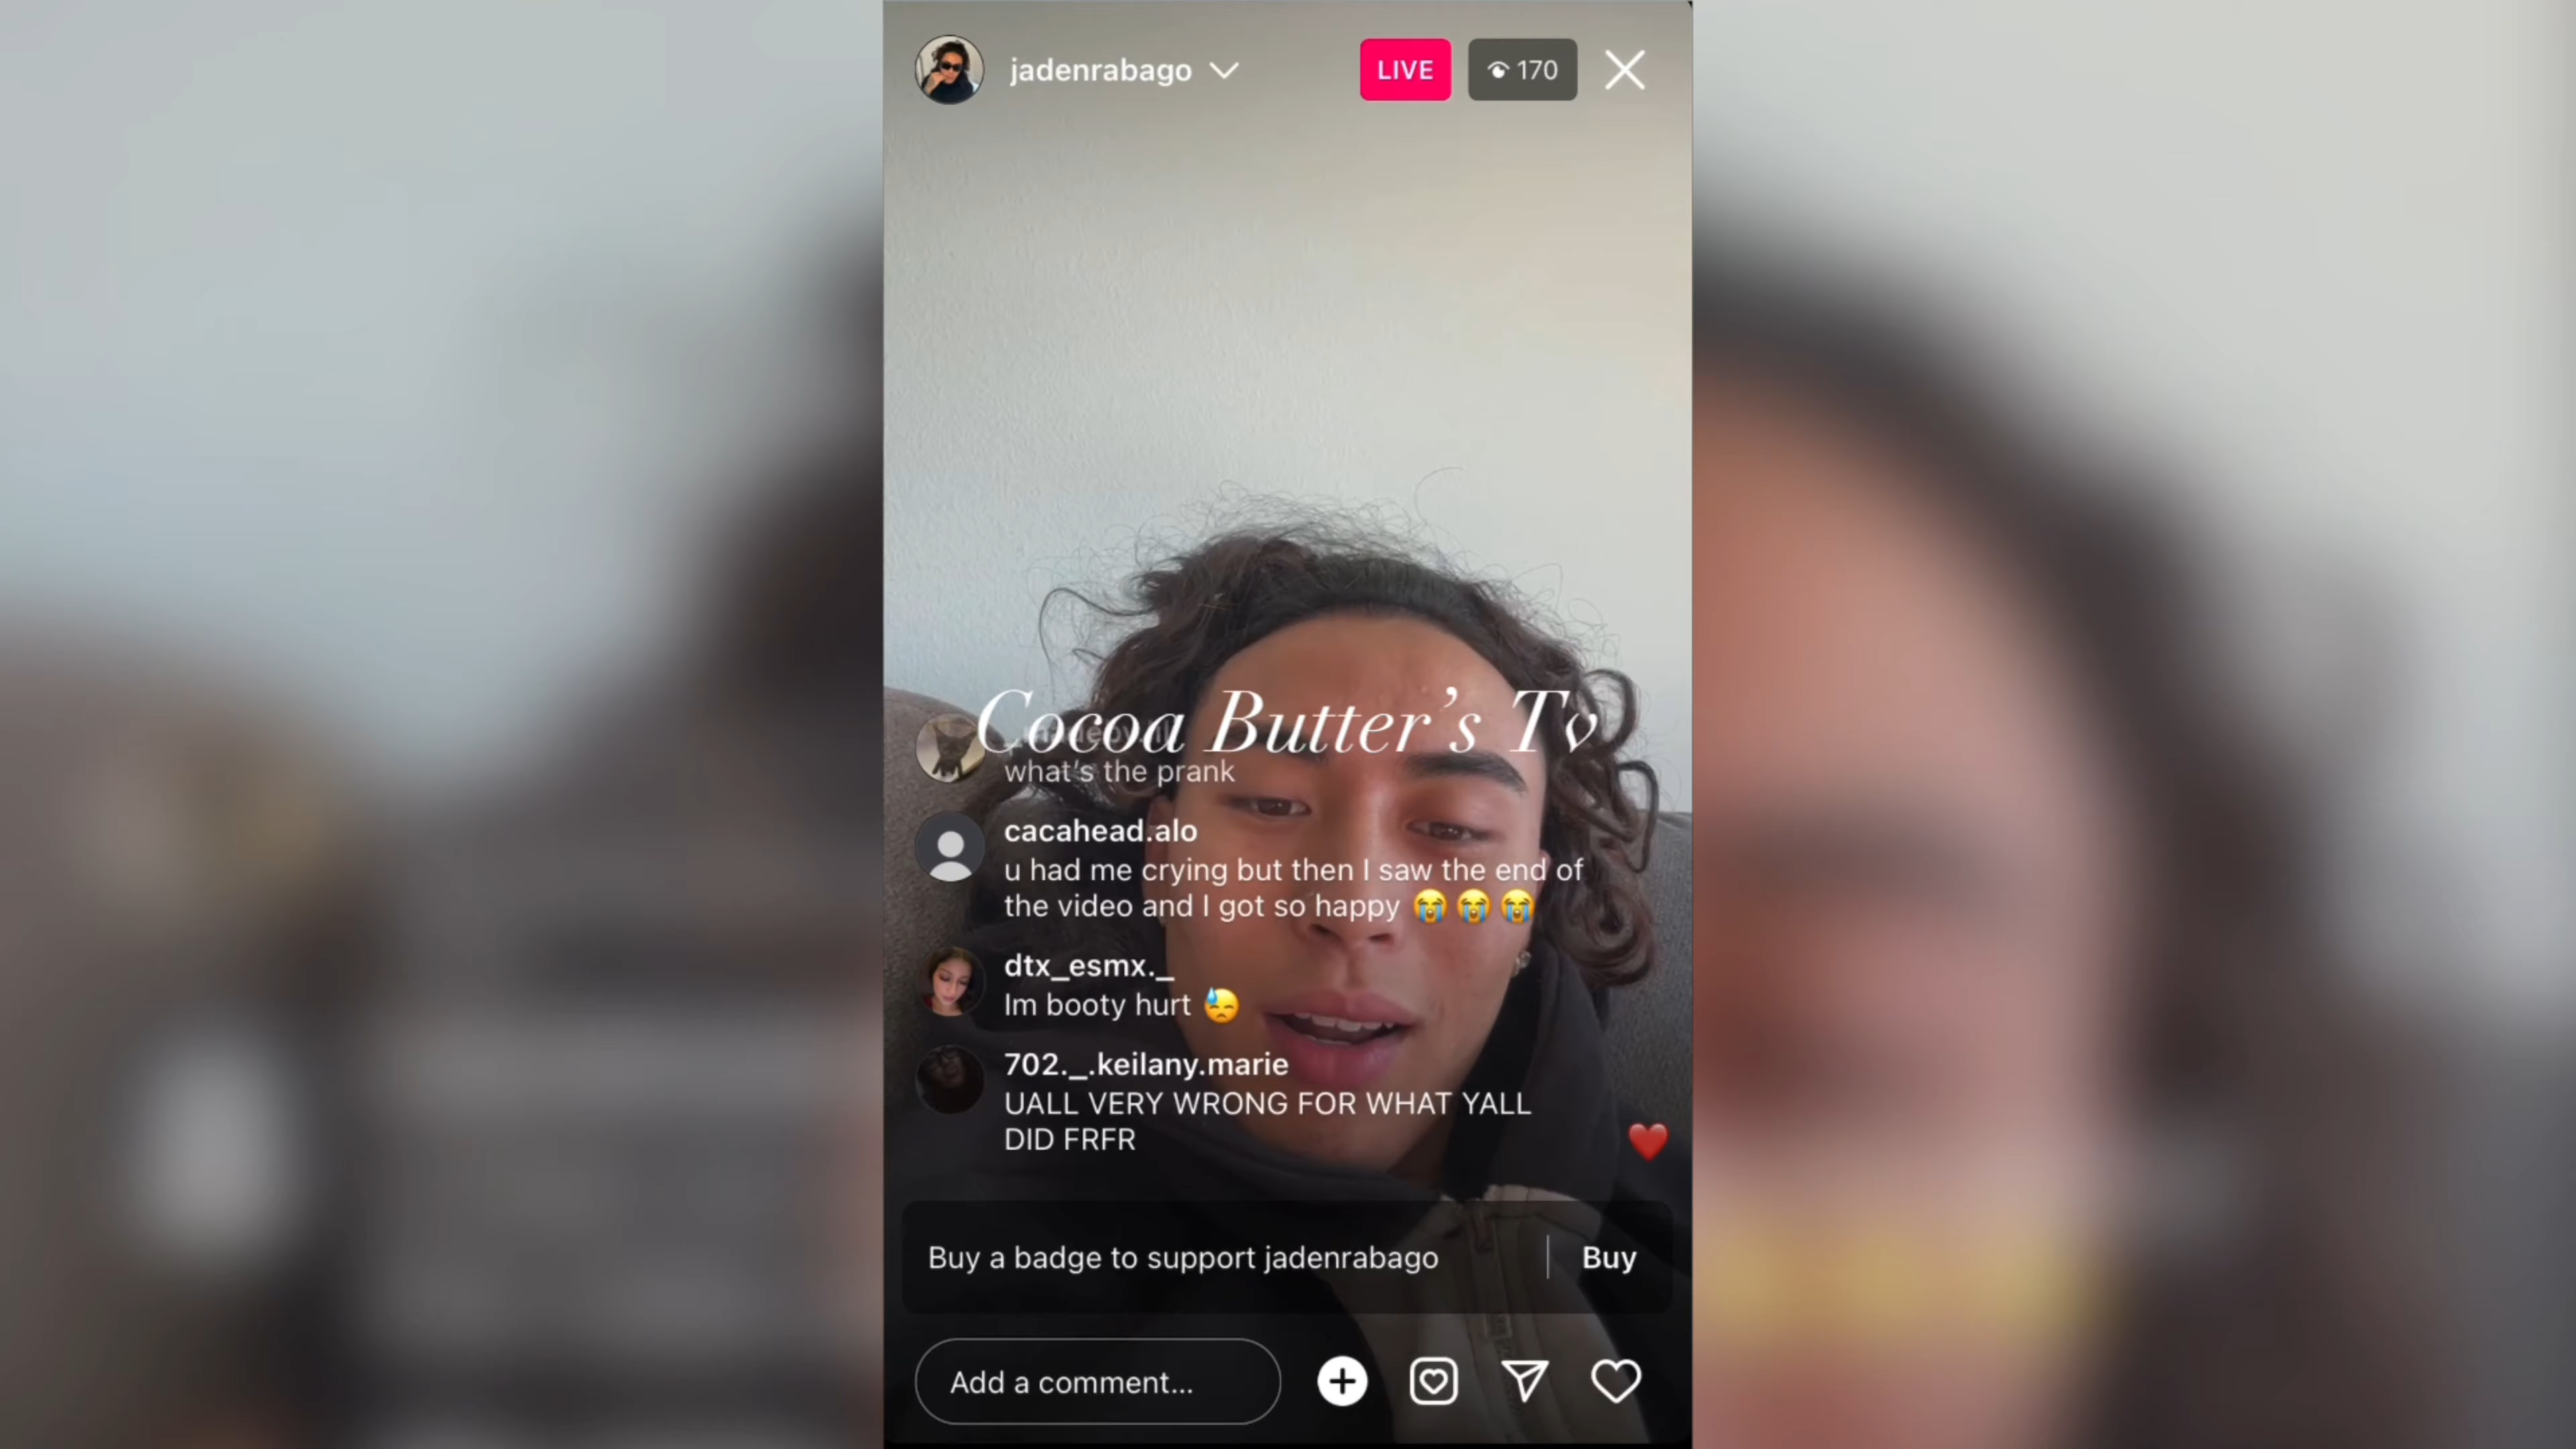 jadenrabago
LIVE
170
Cocoa Butter's Tv
what's the prank
cacahead.alo
u had me crying but then I saw the end of
the video and I got so happy 😭😭😭
dtx_esmx._
Im booty hurt 😓
702._.keilany.marie
UALL VERY WRONG FOR WHAT YALL
DID FRFR
Buy a badge to support jadenrabago
Buy
Add a comment...